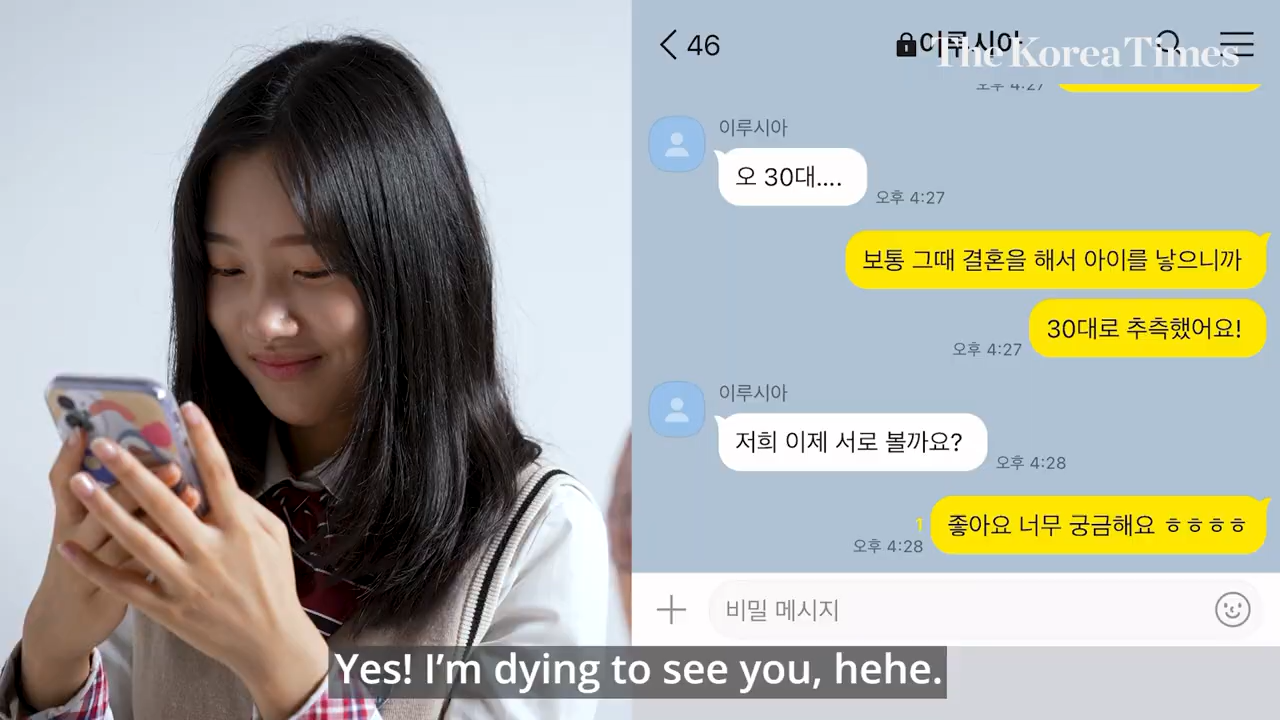 46
이루시아
The Korea Times
오후 4:27
이루시아
오 30대....
오후 4:27
보통 그때 결혼을 해서 아이를 낳으니까
30대로 추측했어요!
오후 4:27
이루시아
저희 이제 서로 볼까요?
오후 4:28
1
좋아요 너무 궁금해요 ㅎㅎㅎㅎ
오후 4:28
비밀 메시지
Yes! I'm dying to see you, hehe.